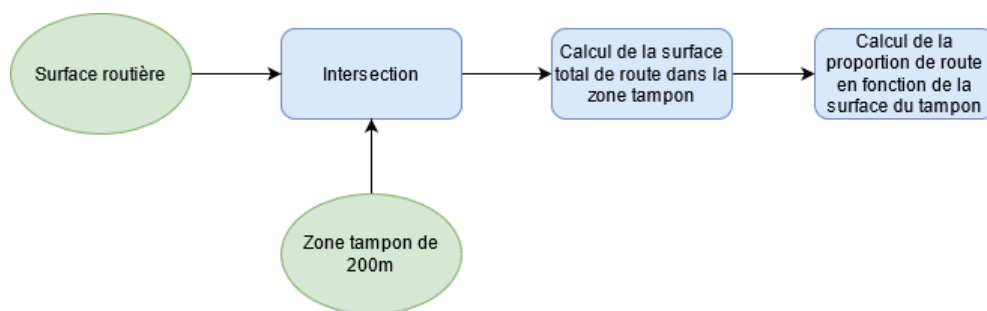 Surface routière
Intersection
Calcul de la surface
total de route dans la
zone tampon
Calcul de la
proportion de route
en fonction de la
surface du tampon
Zone tampon de
200m